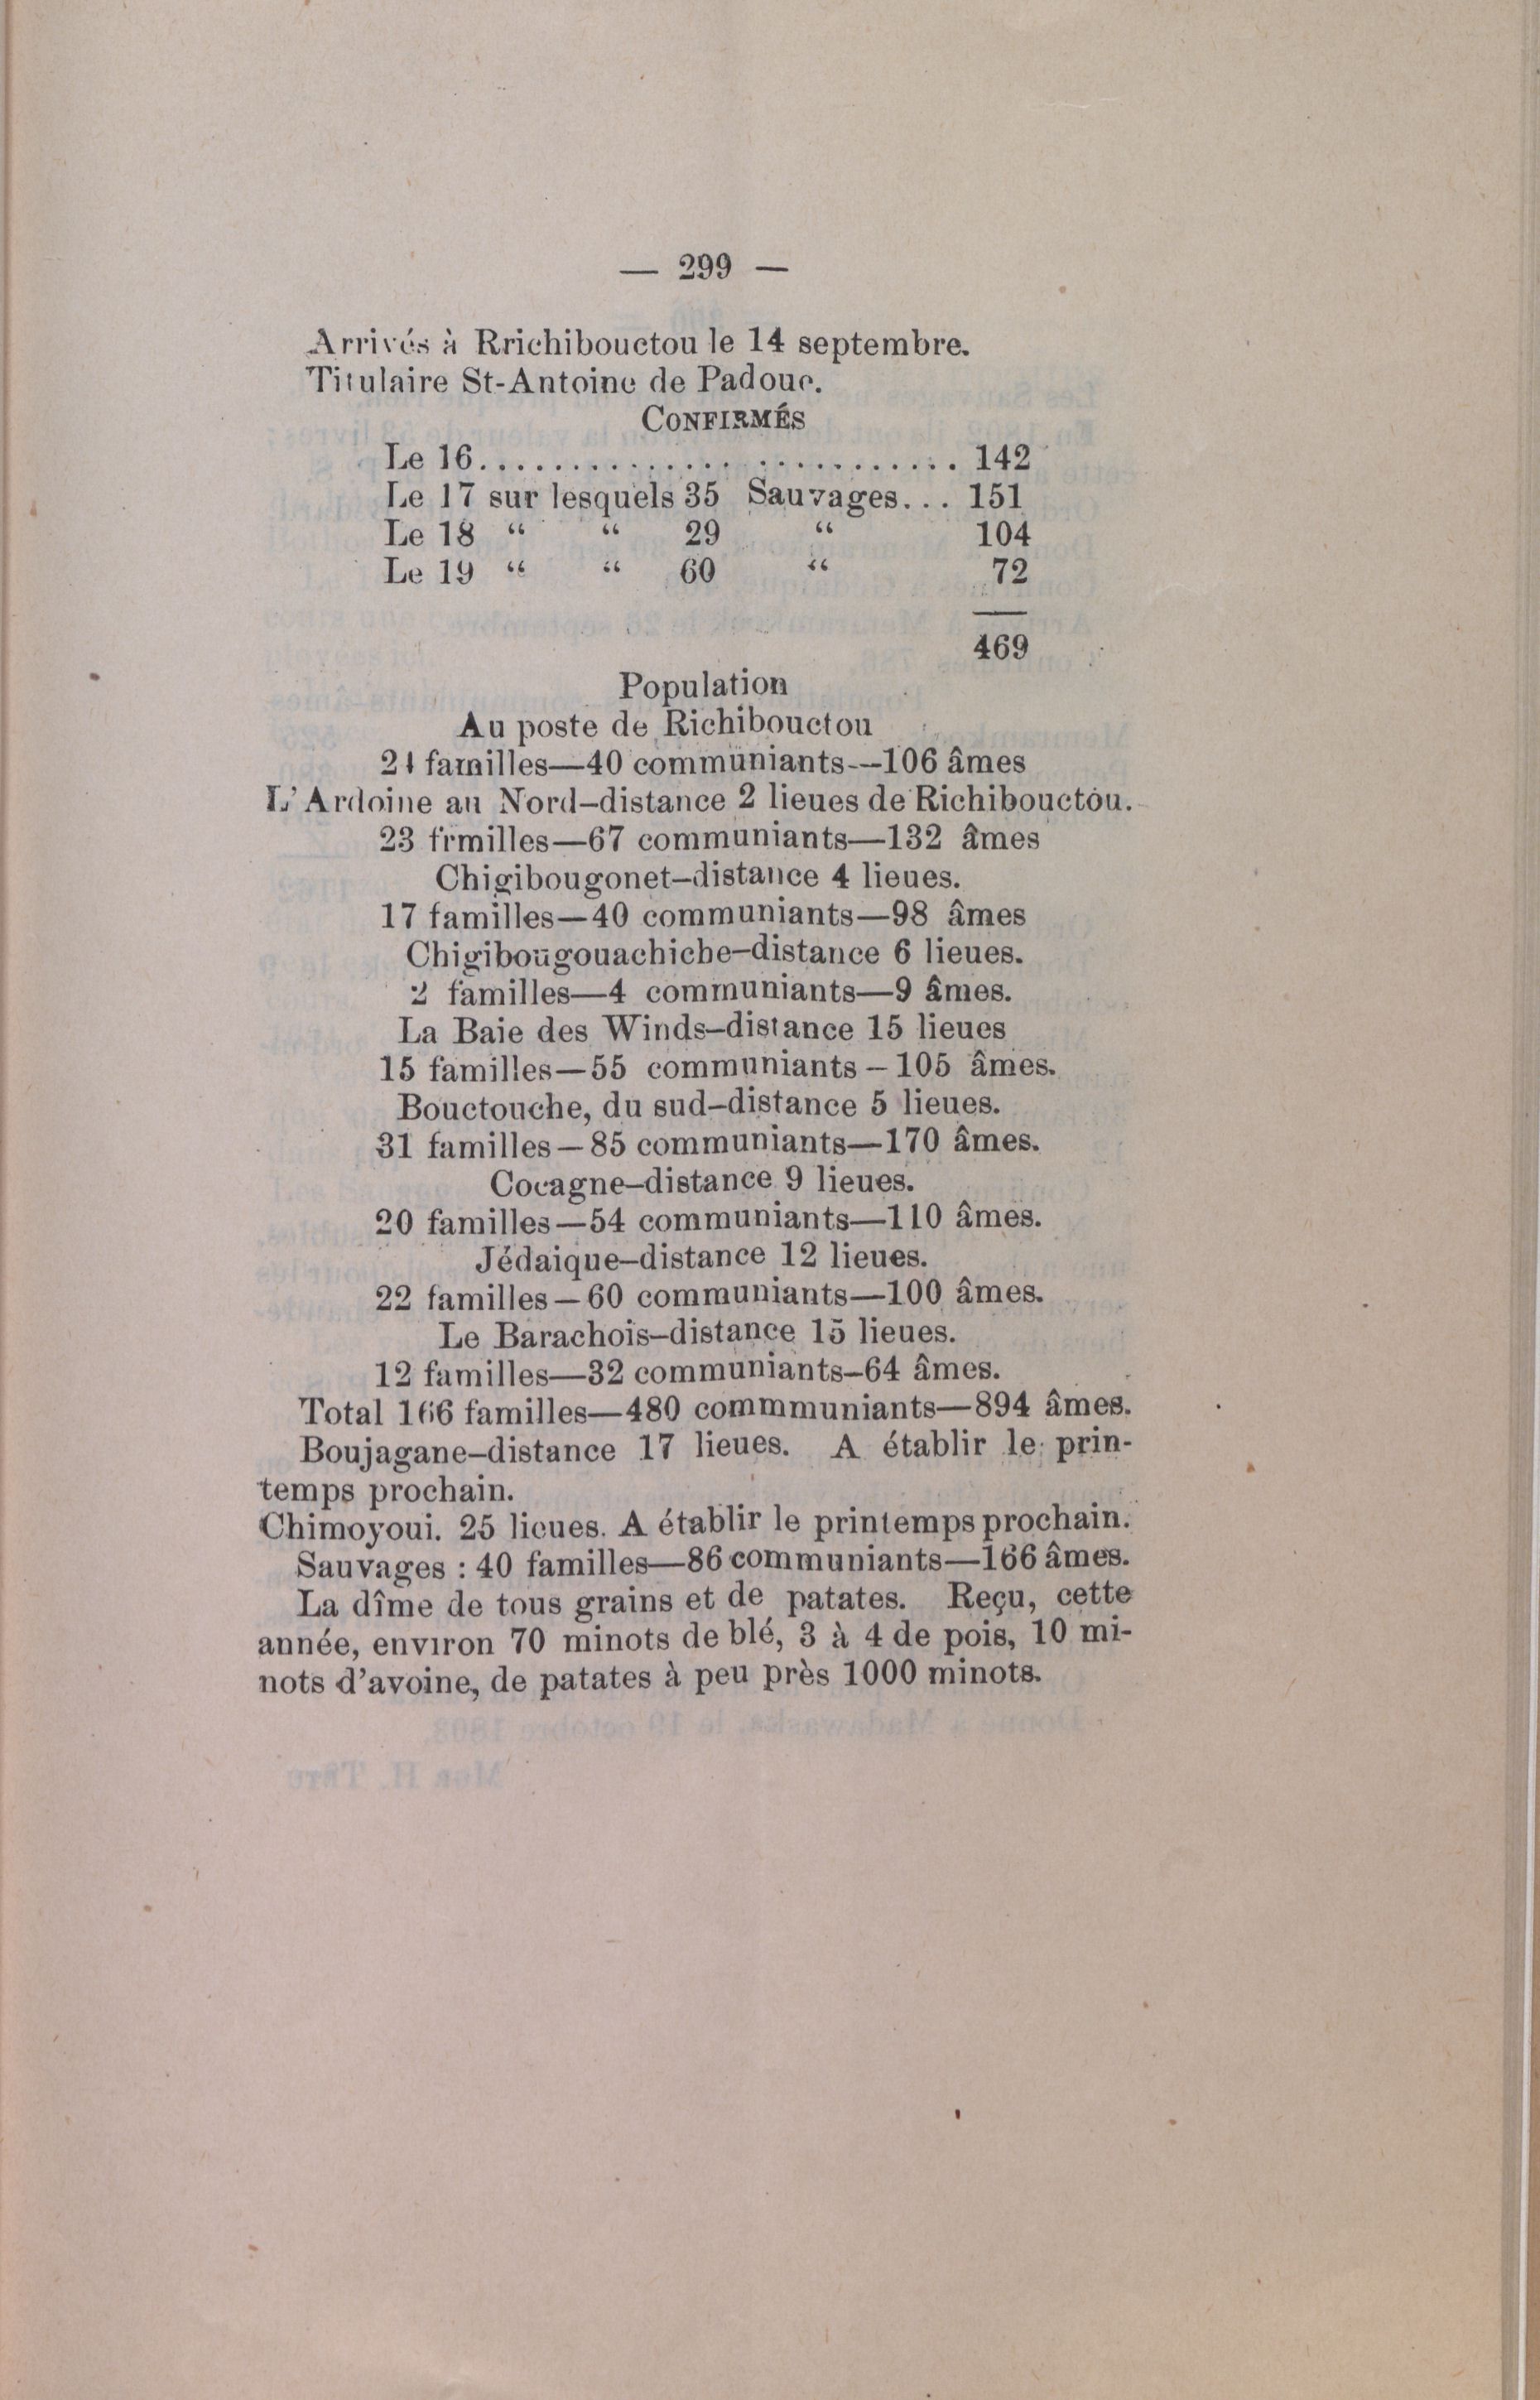 — 299 —
Arrivés à Rrichibouctou le 14 septembre.
Titulaire St-Antoine de Padoue.
CONFIRMÉS
Le 16.......................... 142
Le 17 sur lesquels 35 Sauvages... 151
Le 18 “ “ 29 “ 104
Le 19 “ “ 60 “ 72
469
Population
Au poste de Richibouctou
24 familles—40 communiants—106 âmes
L'Ardoine au Nord-distance 2 lieues de Richibouctou.
23 frmilles—67 communiants—132 âmes
Chigibougonet-distance 4 lieues.
17 familles—40 communiants—98 âmes
Chigibougouachiche-distance 6 lieues.
2 familles—4 communiants—9 âmes.
La Baie des Winds-distance 15 lieues
15 familles—55 communiants – 105 âmes.
Bouctouche, du sud-distance 5 lieues.
31 familles – 85 communiants—170 âmes.
Cocagne-distance 9 lieues.
20 familles—54 communiants—110 âmes.
Jédaique-distance 12 lieues.
22 familles – 60 communiants—100 âmes.
Le Barachois-distance 15 lieues.
12 familles—32 communiants-64 âmes.
Total 166 familles—480 commmuniants—894 âmes.
Boujagane-distance 17 lieues. A établir le prin-
temps prochain.
Chimoyoui. 25 lieues. A établir le printemps prochain.
Sauvages : 40 familles—86 communiants—166 âmes.
La dîme de tous grains et de patates. Reçu, cette
année, environ 70 minots de blé, 3 à 4 de pois, 10 mi-
nots d'avoine, de patates à peu près 1000 minots.